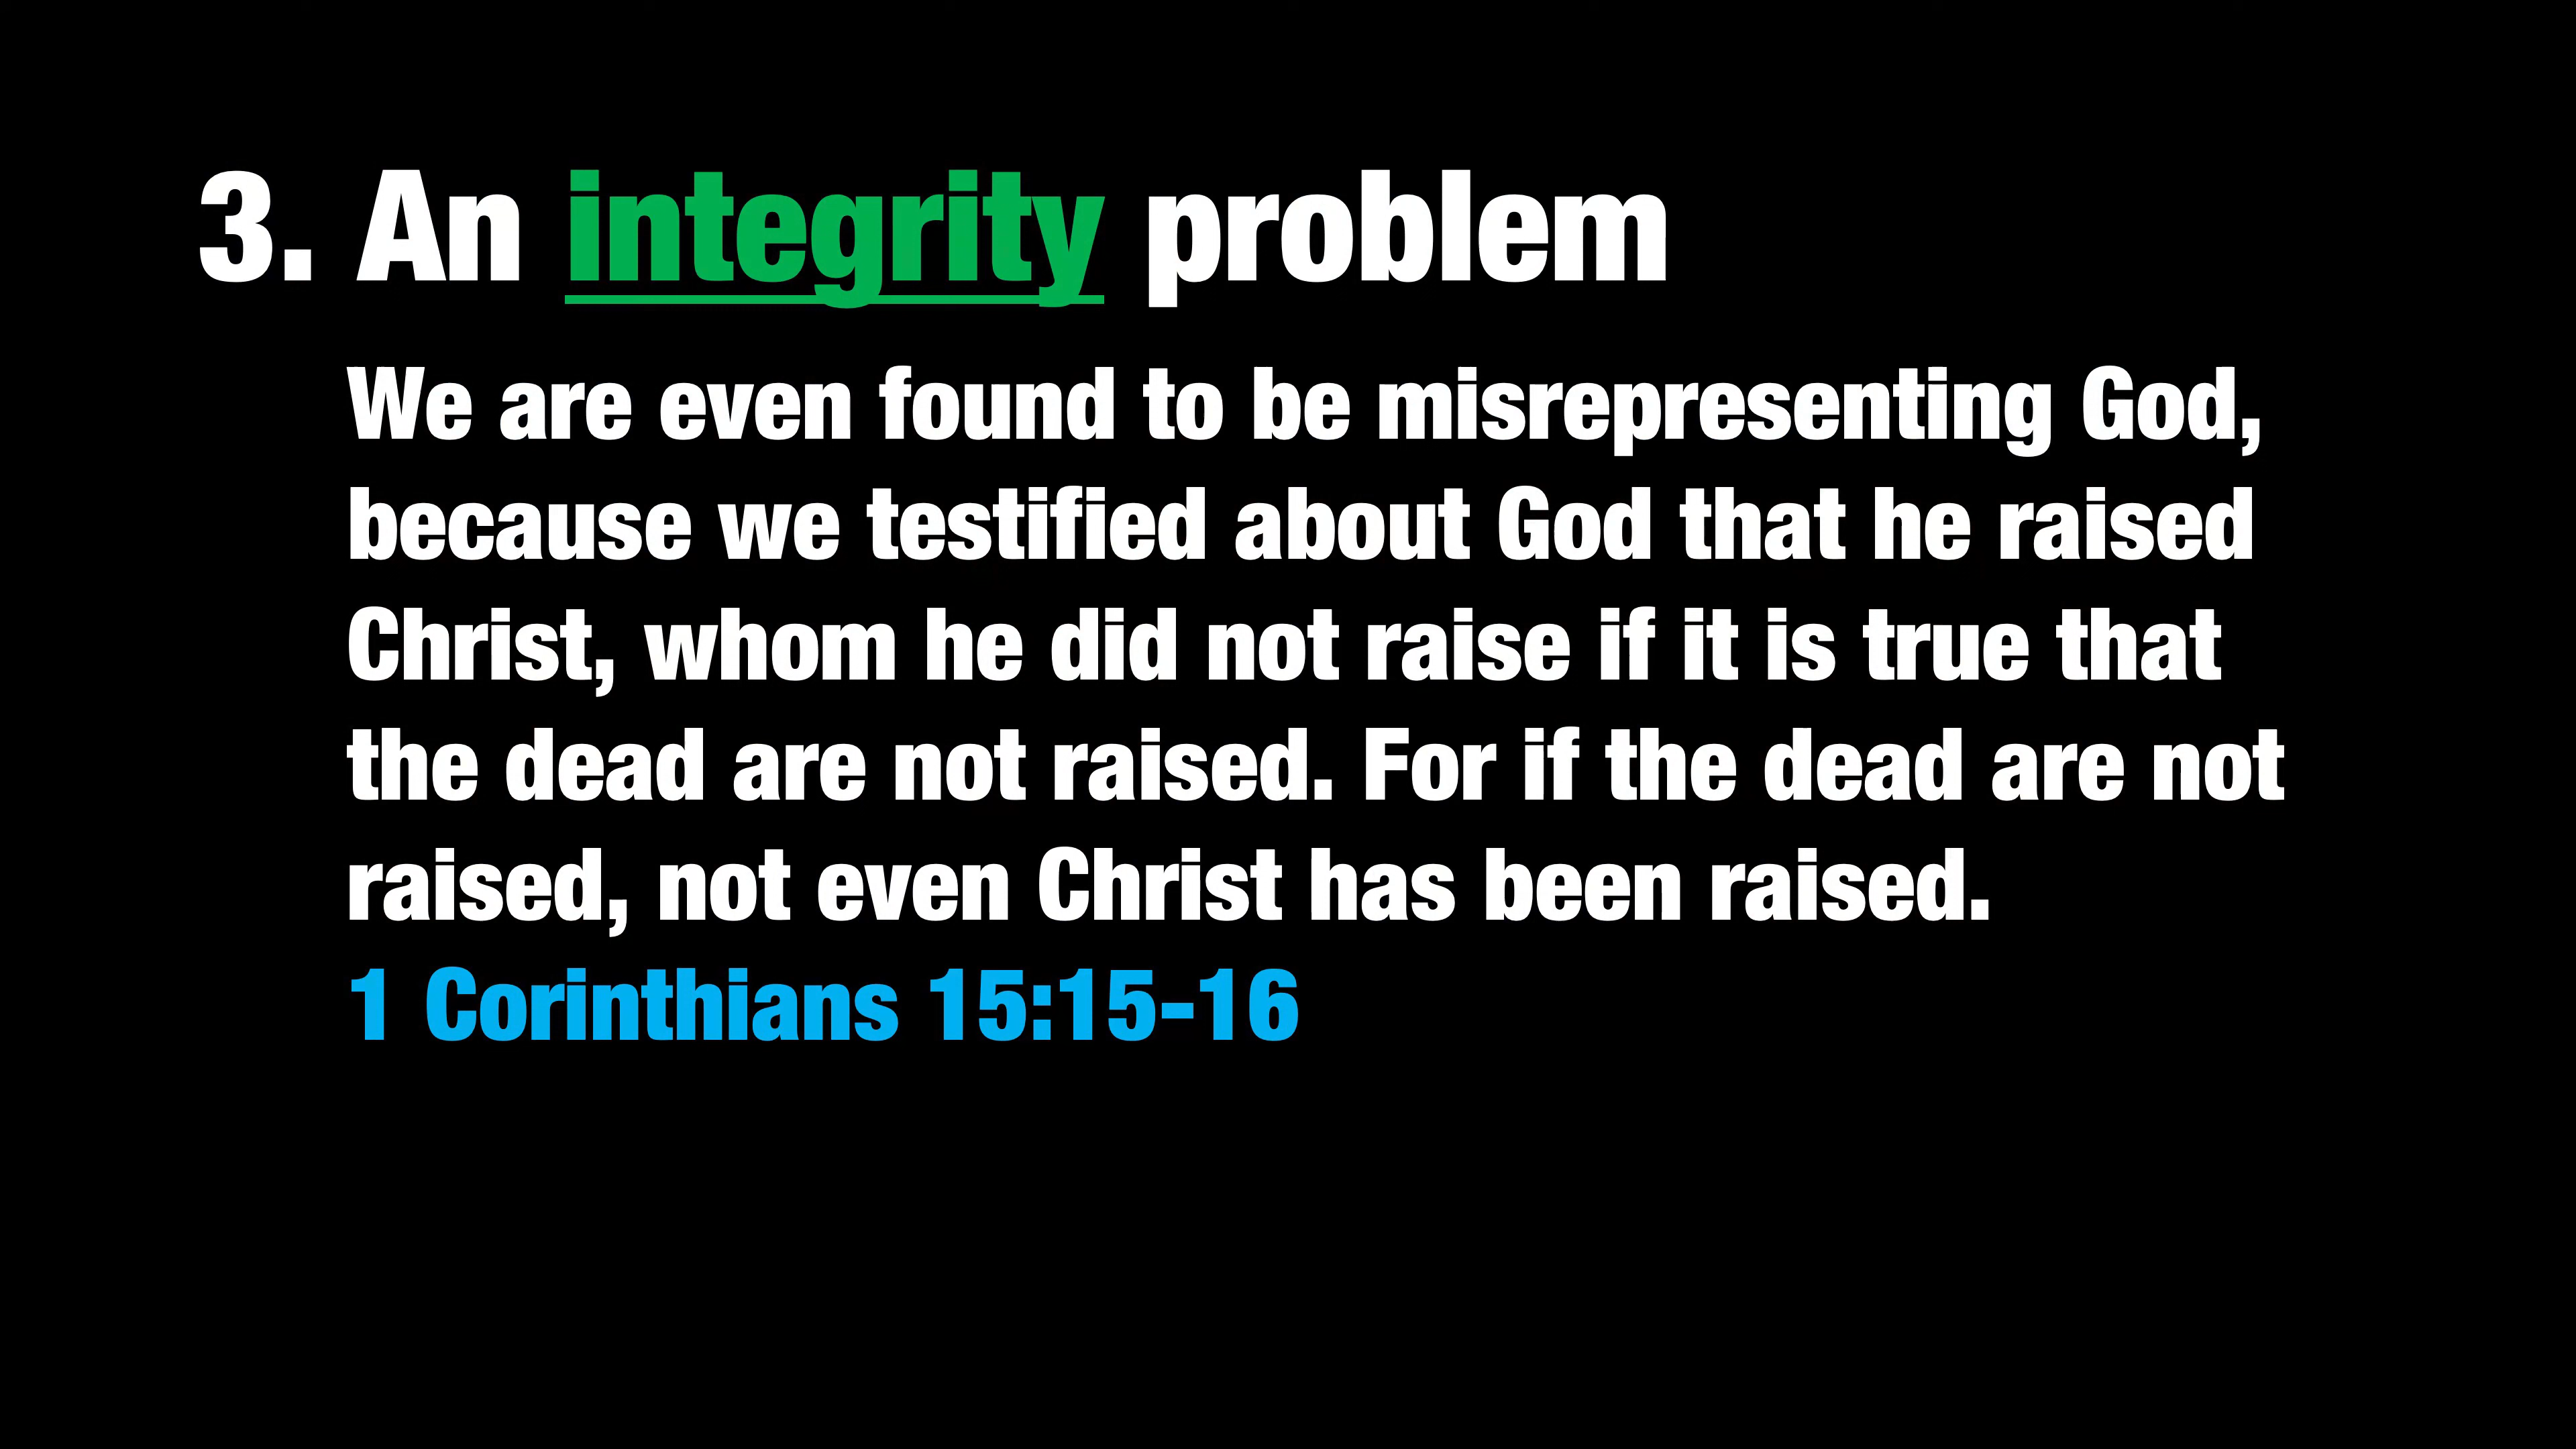 3. An integrity problem
We are even found to be misrepresenting God,
because we testified about God that he raised
Christ, whom he did not raise if it is true that
the dead are not raised. For if the dead are not
raised, not even Christ has been raised.
1 Corinthians 15:15-16